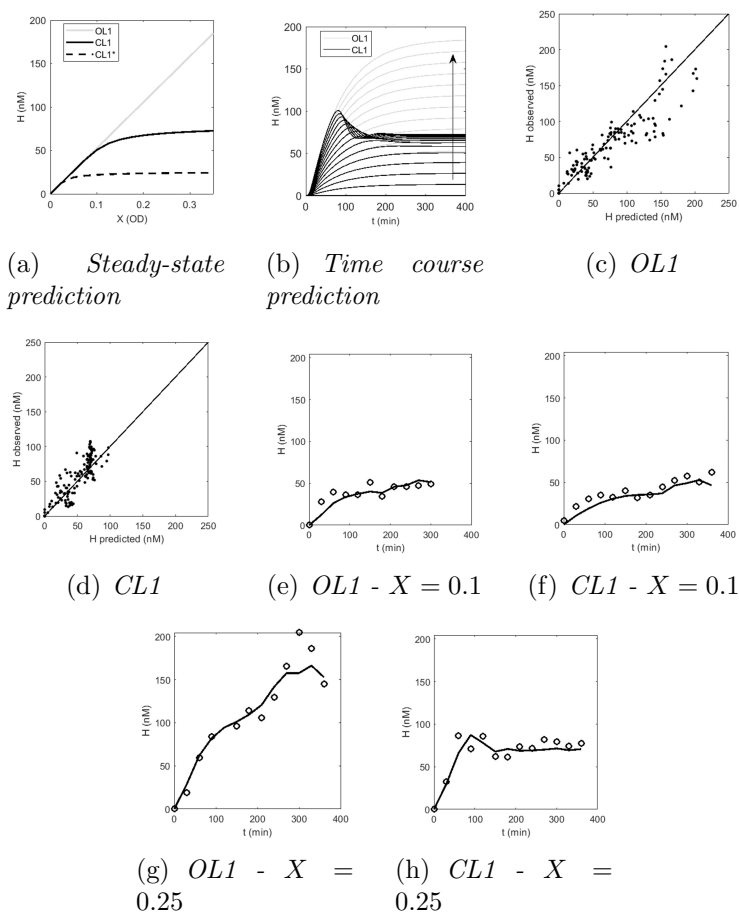 200
150
100
50
0
H (nM)
OL1
CL1
CL1*
0 0.1 0.2 0.3
X (OD)
200
150
100
50
0
H (nM)
OL1
CL1
0 100 200 300 400
t (min)
250
200
150
100
50
0
H observed (nM)
0 50 100 150 200 250
H predicted (nM)
(a) Steady-state
prediction
(b) Time course
prediction
(c) OL1
250
200
150
100
50
0
H observed (nM)
0 50 100 150 200 250
H predicted (nM)
200
150
100
50
0
H (nM)
0 100 200 300 400
t (min)
200
150
100
50
0
H (nM)
0 100 200 300 400
t (min)
(d) CL1
(e) OL1 - X = 0.1
(f) CL1 - X = 0.1
200
150
100
50
0
H (nM)
0 100 200 300 400
t (min)
200
150
100
50
0
H (nM)
0 100 200 300 400
t (min)
(g) OL1 - X =
0.25
(h) CL1 - X =
0.25